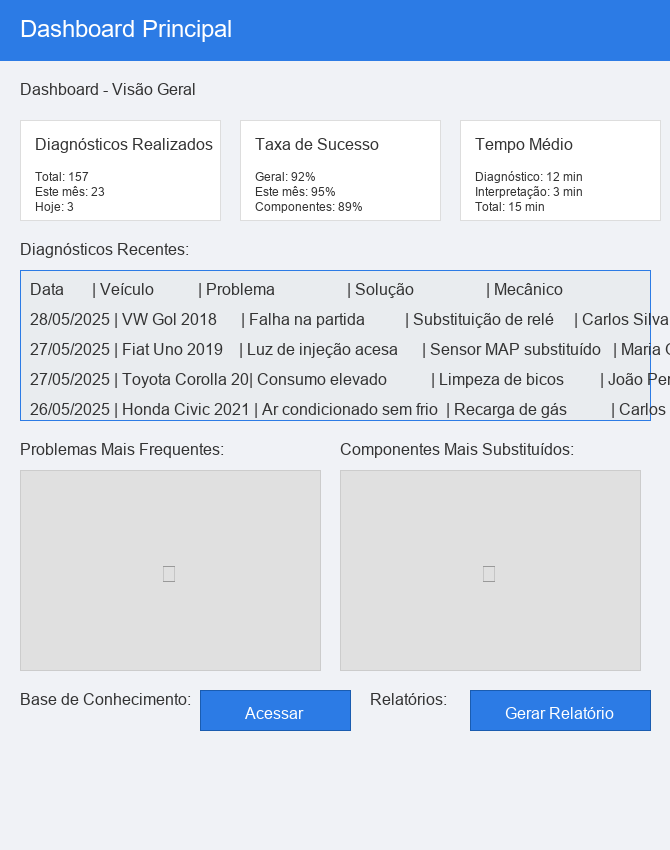 Dashboard Principal
Dashboard - Visão Geral
Diagnósticos Realizados
Total: 157
Este mês: 23
Hoje: 3
Taxa de Sucesso
Geral: 92%
Este mês: 95%
Componentes: 89%
Tempo Médio
Diagnóstico: 12 min
Interpretação: 3 min
Total: 15 min
Diagnósticos Recentes:
Data | Veículo | Problema | Solução | Mecânico
28/05/2025 | VW Gol 2018 | Falha na partida | Substituição de relé | Carlos Silva
27/05/2025 | Fiat Uno 2019 | Luz de injeção acesa | Sensor MAP substituído | Maria
27/05/2025 | Toyota Corolla 20| Consumo elevado | Limpeza de bicos | João
26/05/2025 | Honda Civic 2021 | Ar condicionado sem frio | Recarga de gás | Carlos
Problemas Mais Frequentes:
Componentes Mais Substituídos:
Base de Conhecimento:
Acessar
Relatórios:
Gerar Relatório